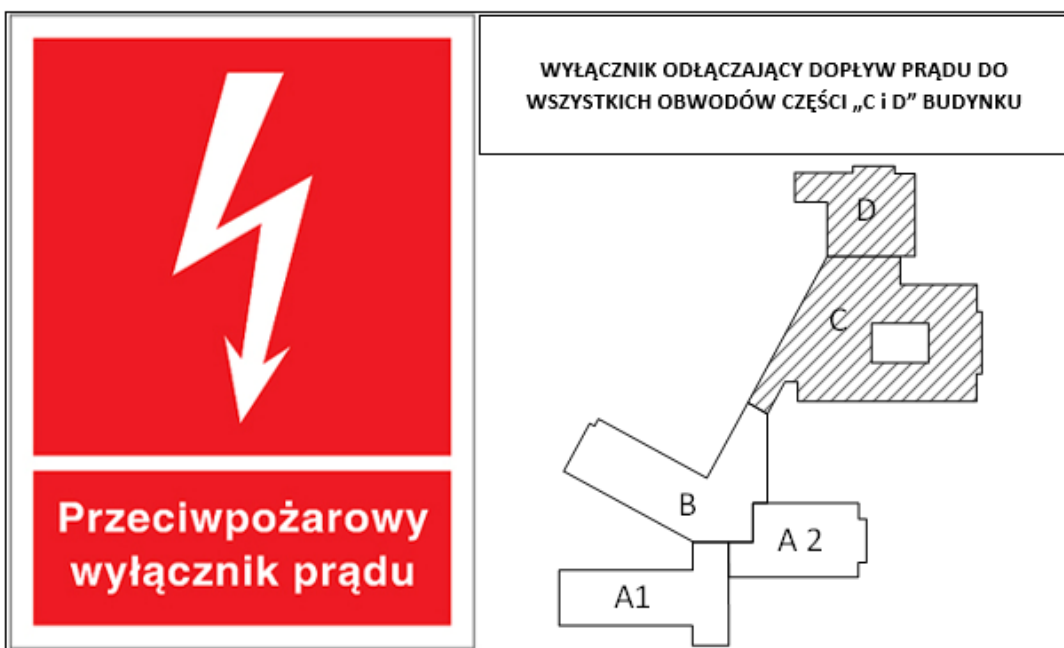 Przeciwpożarowy
wyłącznik prądu
WYŁĄCZNIK ODŁĄCZAJĄCY DOPŁYW PRĄDU DO
WSZYSTKICH OBWODÓW CZĘŚCI „C i D” BUDYNKU
D
C
B
A 2
A1